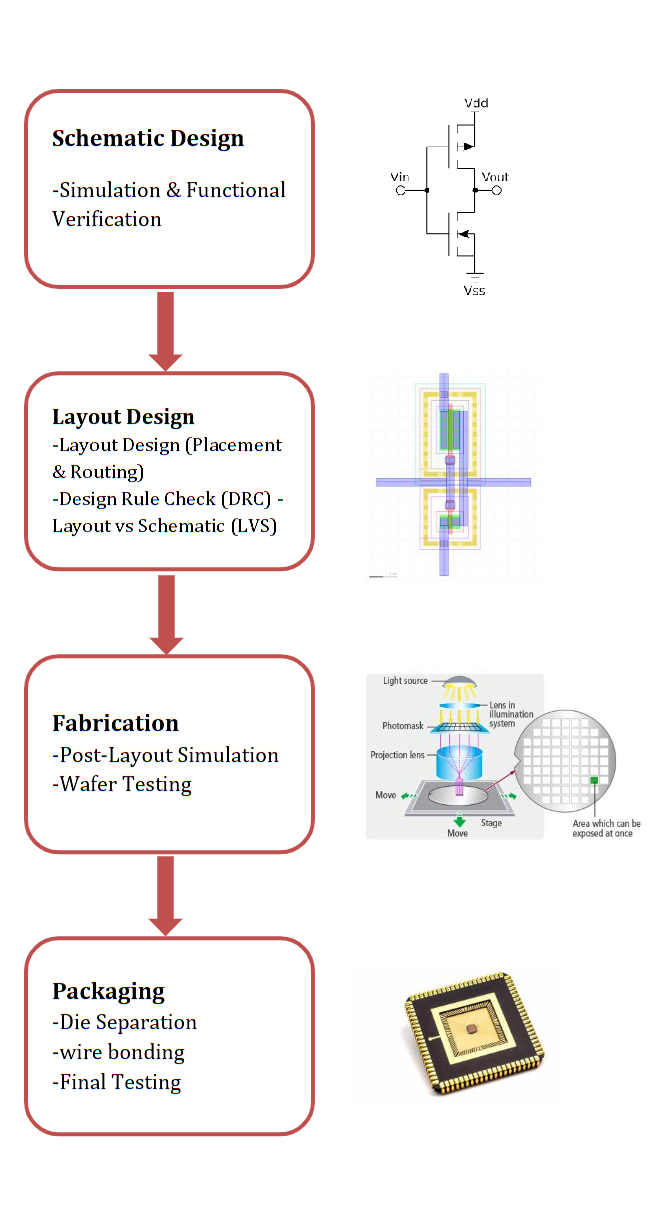 Schematic Design
-Simulation & Functional
Verification
Vdd
Vin
Vout
Vss
Layout Design
-Layout Design (Placement
& Routing)
-Design Rule Check (DRC) -
Layout vs Schematic (LVS)
Fabrication
-Post-Layout Simulation
-Wafer Testing
Light source
Lens in
illumination
system
Photomask
Projection lens
Move
Stage
Move
Area which can be
exposed at once
Packaging
-Die Separation
-wire bonding
-Final Testing